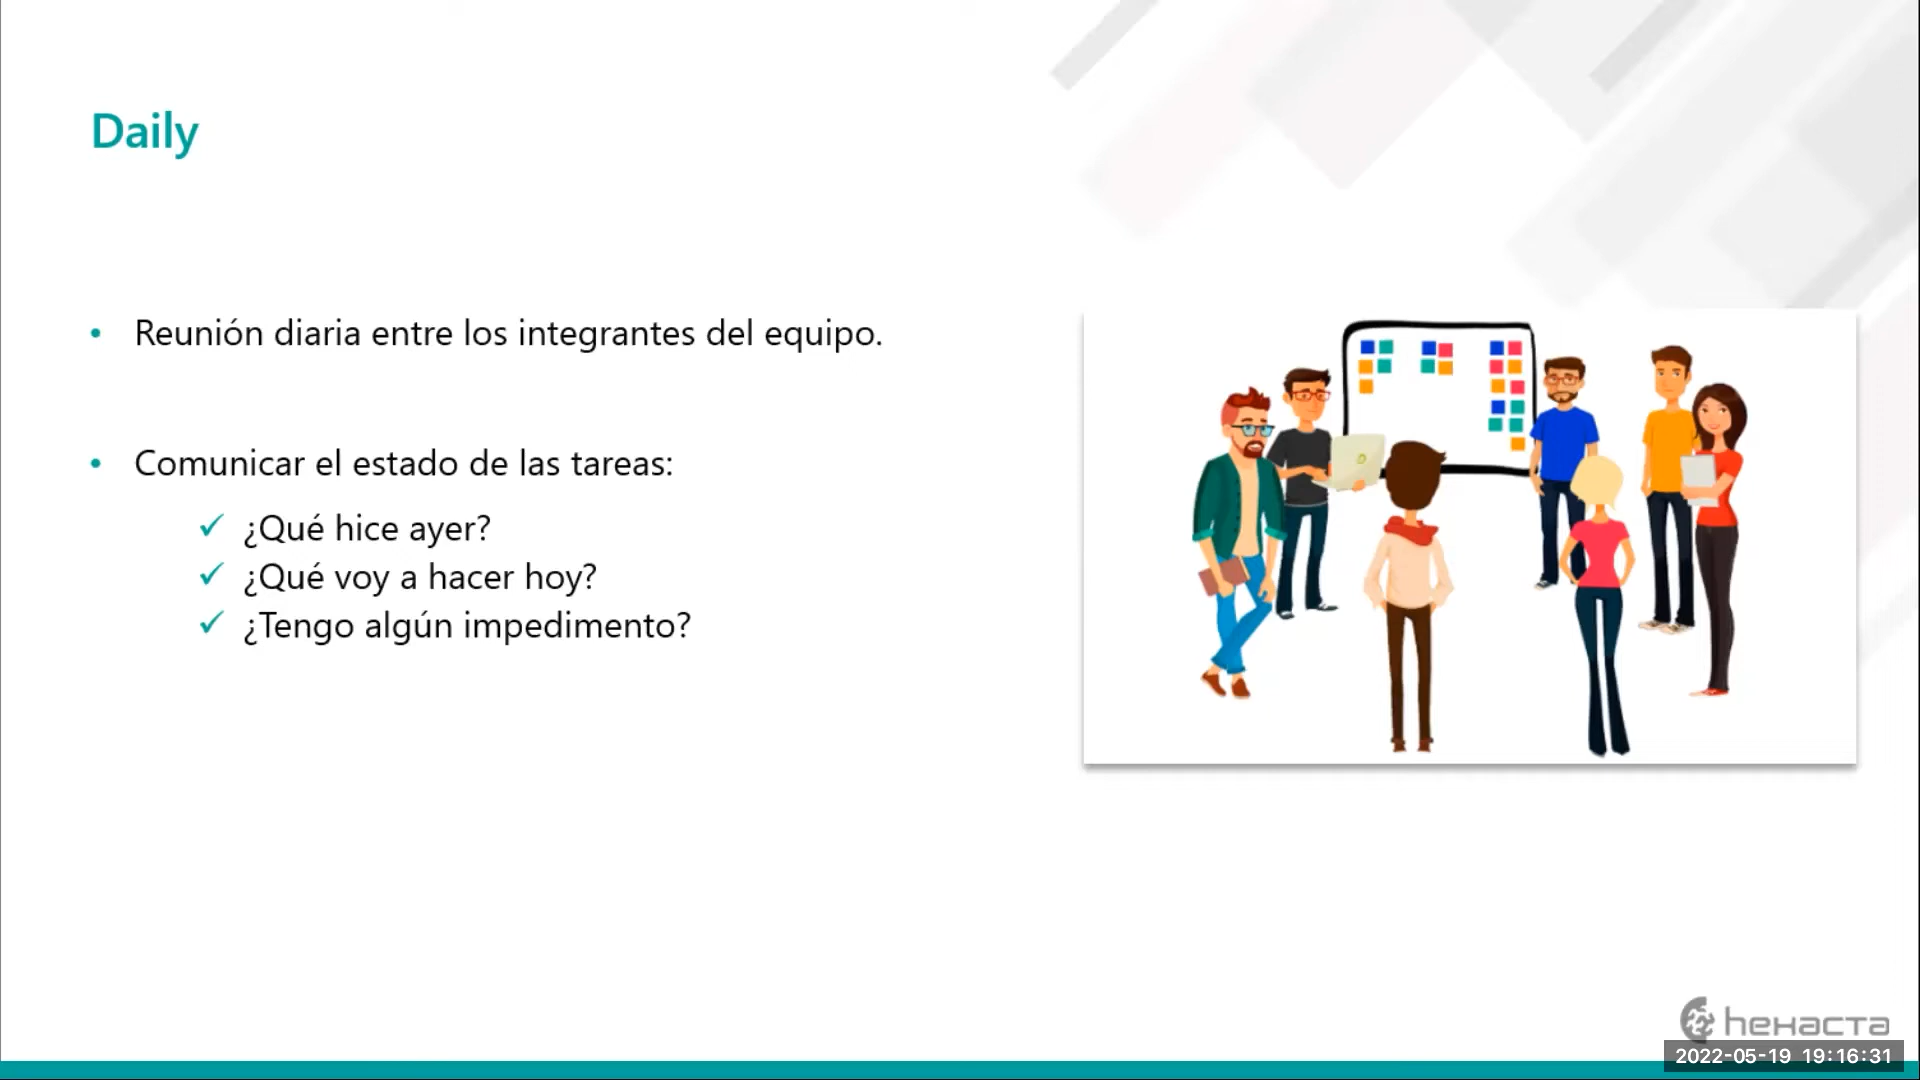 Daily
• Reunión diaria entre los integrantes del equipo.
• Comunicar el estado de las tareas:
✓ ¿Qué hice ayer?
✓ ¿Qué voy a hacer hoy?
✓ ¿Tengo algún impedimento?
hexacta
2022-05-19 19:16:31